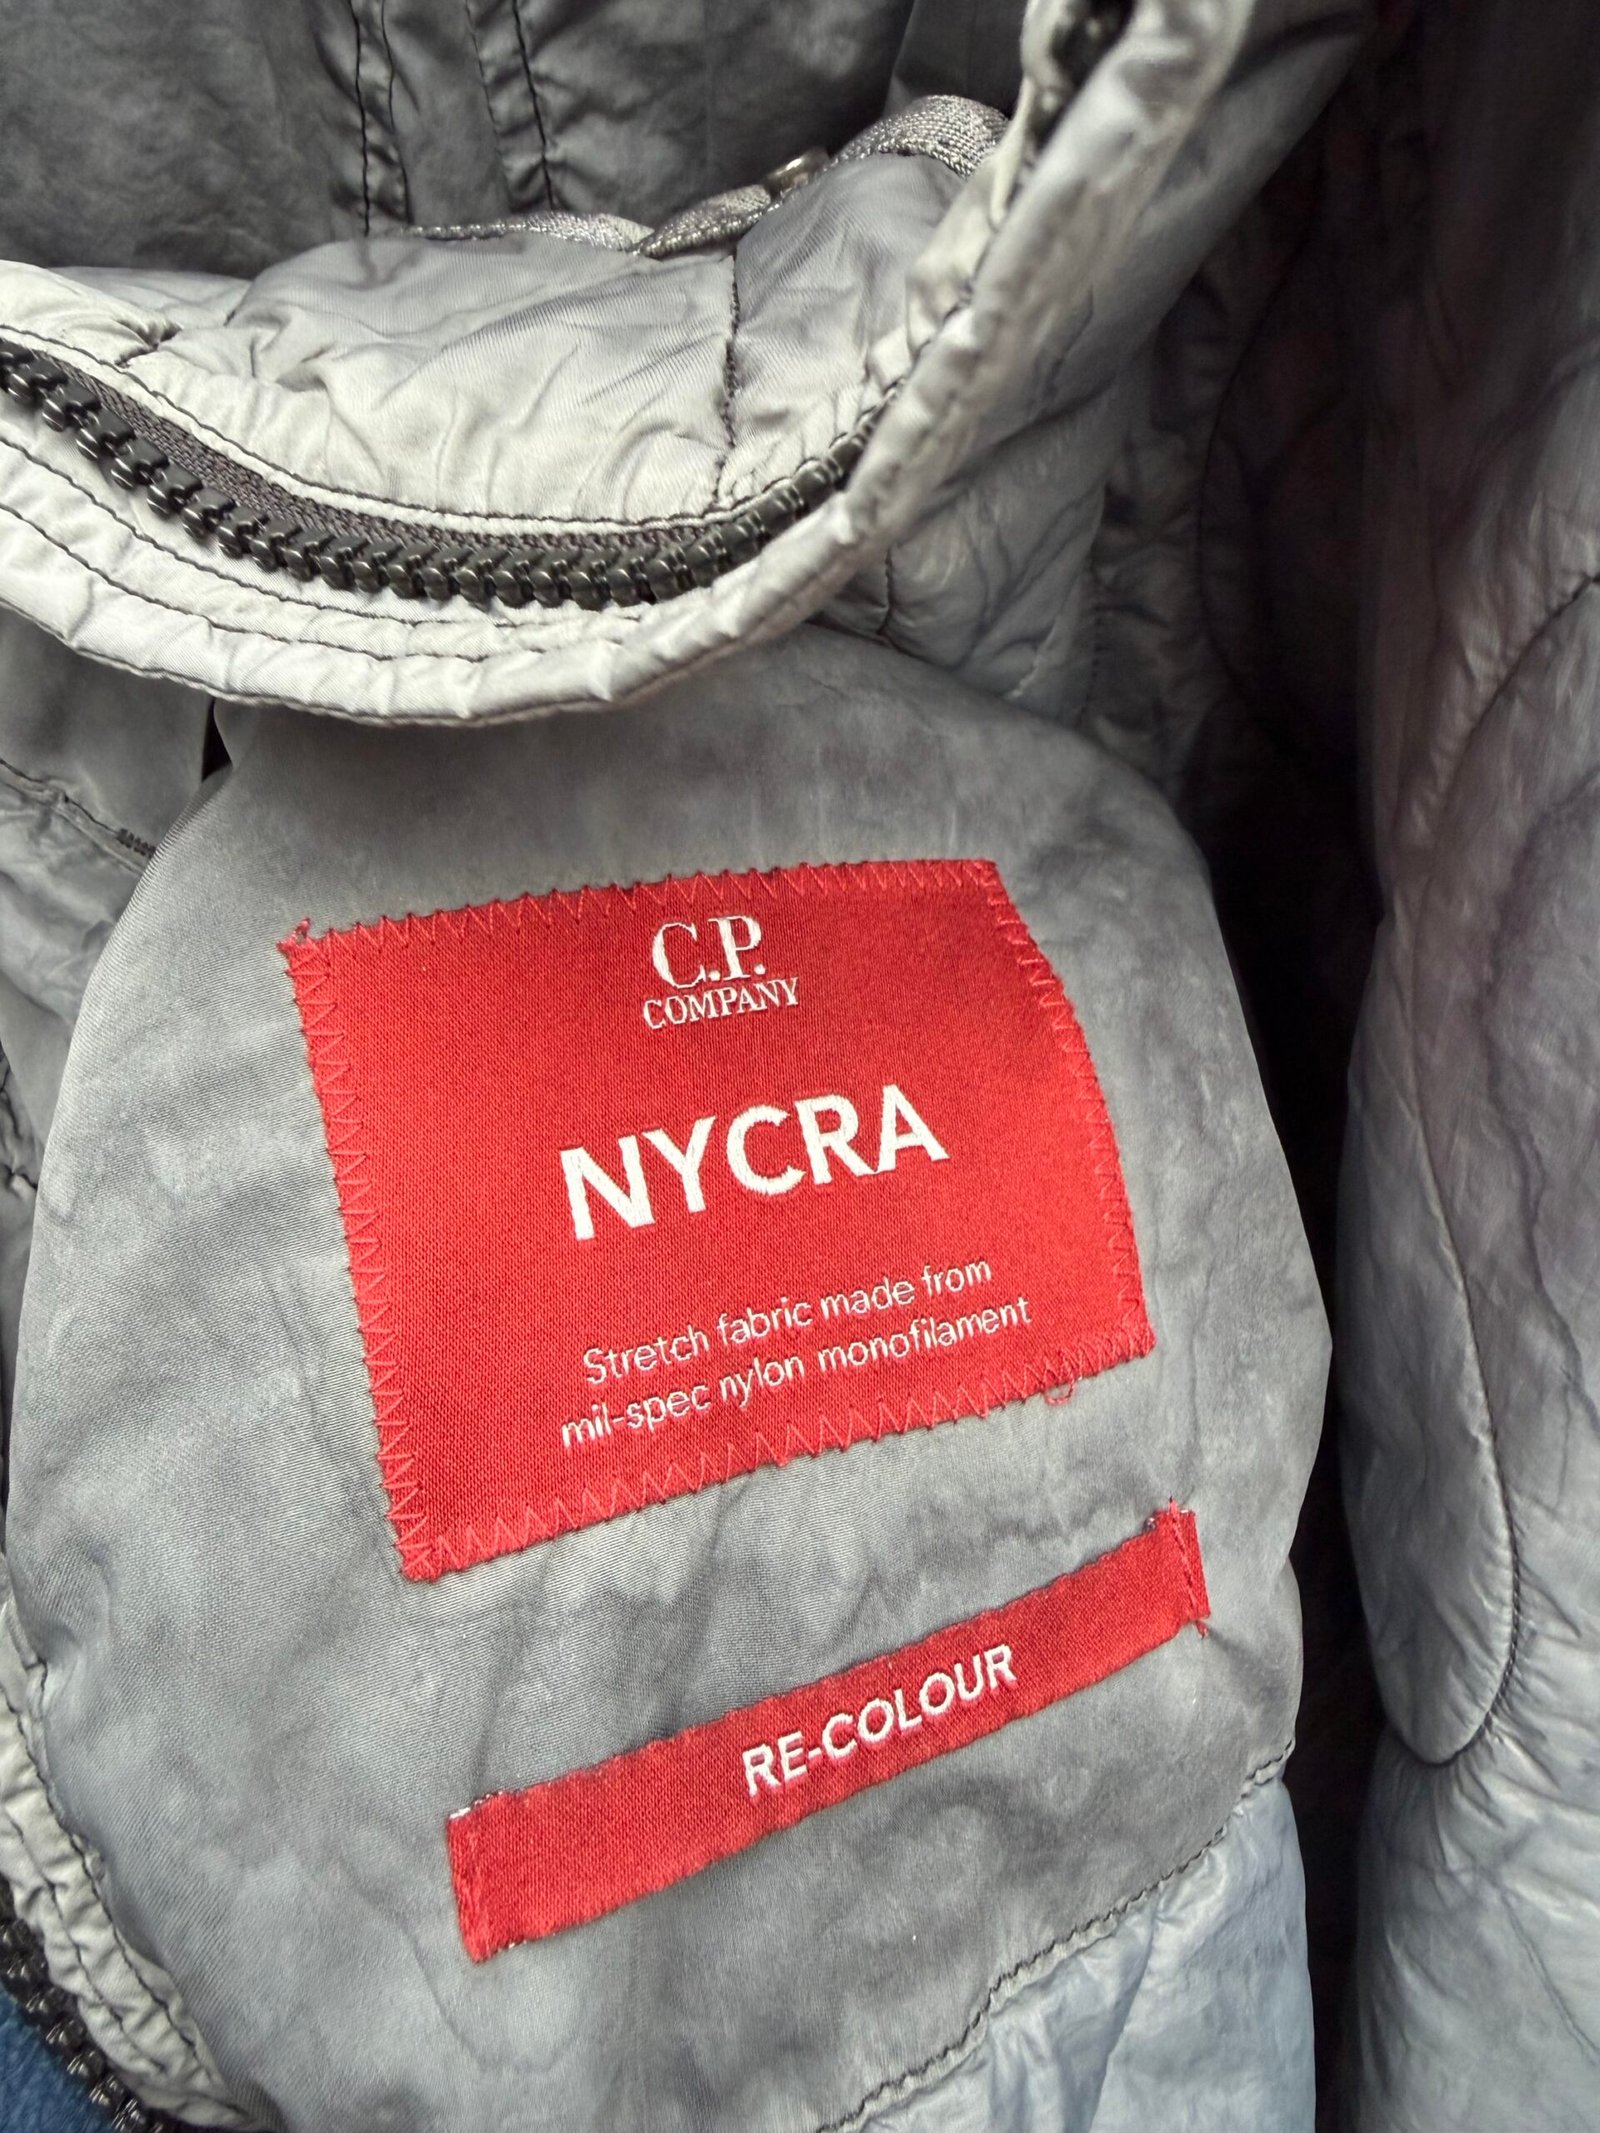 C.P.
COMPANY
NYCRA
Stretch fabric made from
mil-spec nylon monofilament
RE-COLOUR